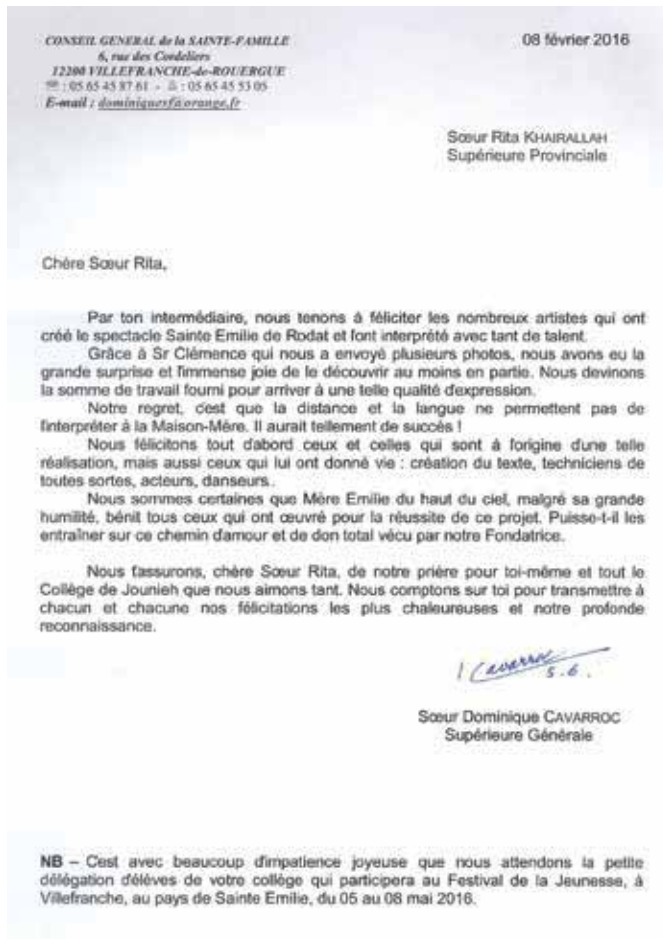 CONSEIL GENERAL de la SAINTE-FAMILLE
6, rue des Cordeliers
12200 VILLEFRANCHE-de-ROUERGUE
☎ : 05 65 45 87 61 - 🖷 : 05 65 45 53 05
E-mail : dominiquesf@orange.fr
08 février 2016
Sœur Rita KHAIRALLAH
Supérieure Provinciale
Chère Sœur Rita,
Par ton intermédiaire, nous tenons à féliciter les nombreux artistes qui ont
créé le spectacle Sainte Emilie de Rodat et l'ont interprété avec tant de talent.
Grâce à Sr Clémence qui nous a envoyé plusieurs photos, nous avons eu la
grande surprise et l'immense joie de le découvrir au moins en partie. Nous devinons
la somme de travail fourni pour arriver à une telle qualité d'expression.
Notre regret, c'est que la distance et la langue ne permettent pas de
l'interpréter à la Maison-Mère. Il aurait tellement de succès !
Nous félicitons tout d'abord ceux et celles qui sont à l'origine d'une telle
réalisation, mais aussi ceux qui lui ont donné vie : création du texte, techniciens de
toutes sortes, acteurs, danseurs..
Nous sommes certaines que Mère Emilie du haut du ciel, malgré sa grande
humilité, bénit tous ceux qui ont œuvré pour la réussite de ce projet. Puisse-t-il les
entraîner sur ce chemin d'amour et de don total vécu par notre Fondatrice.
Nous t'assurons, chère Sœur Rita, de notre prière pour toi-même et tout le
Collège de Jounieh que nous aimons tant. Nous comptons sur toi pour transmettre à
chacun et chacune nos félicitations les plus chaleureuses et notre profonde
reconnaissance.
Cavarroc
s.f.
Sœur Dominique CAVARROC
Supérieure Générale
NB – C'est avec beaucoup d'impatience joyeuse que nous attendons la petite
délégation d'élèves de votre collège qui participera au Festival de la Jeunesse, à
Villefranche, au pays de Sainte Emilie, du 05 au 08 mai 2016.